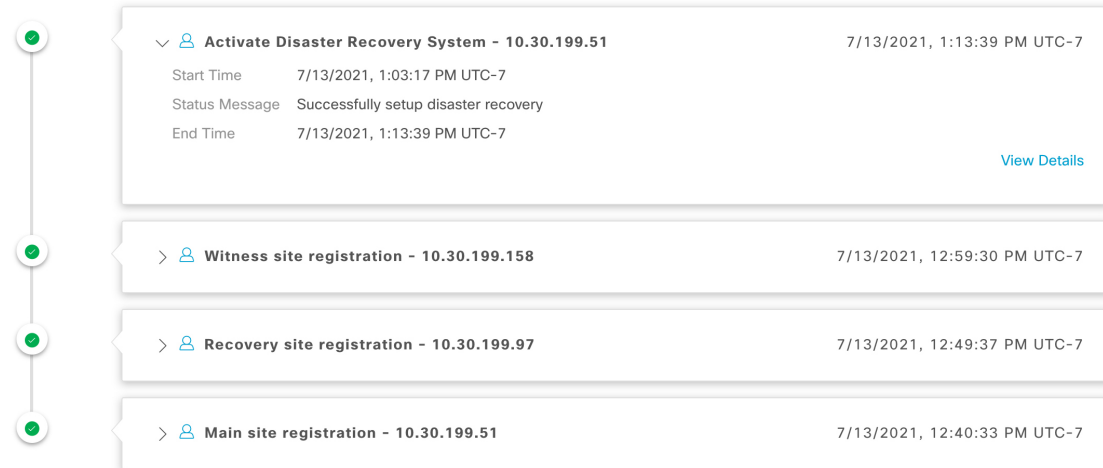 Activate Disaster Recovery System - 10.30.199.51 7/13/2021, 1:13:39 PM UTC-7
Start Time 7/13/2021, 1:03:17 PM UTC-7
Status Message Successfully setup disaster recovery
End Time 7/13/2021, 1:13:39 PM UTC-7
View Details
Witness site registration - 10.30.199.158 7/13/2021, 12:59:30 PM UTC-7
Recovery site registration - 10.30.199.97 7/13/2021, 12:49:37 PM UTC-7
Main site registration - 10.30.199.51 7/13/2021, 12:40:33 PM UTC-7